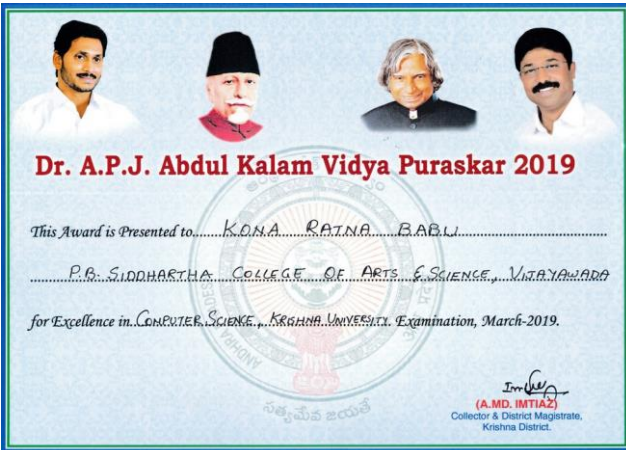 Dr. A.P.J. Abdul Kalam Vidya Puraskar 2019
This Award is Presented to KONA RATNA BABU
P.B. SIDDHARTHA COLLEGE OF ARTS & SCIENCE, VIJAYAWADA
for Excellence in COMPUTER SCIENCE, KRISHNA UNIVERSITY Examination, March-2019.
(A.MD. IMTIAZ)
Collector & District Magistrate,
Krishna District.
సత్యమేవ జయతే